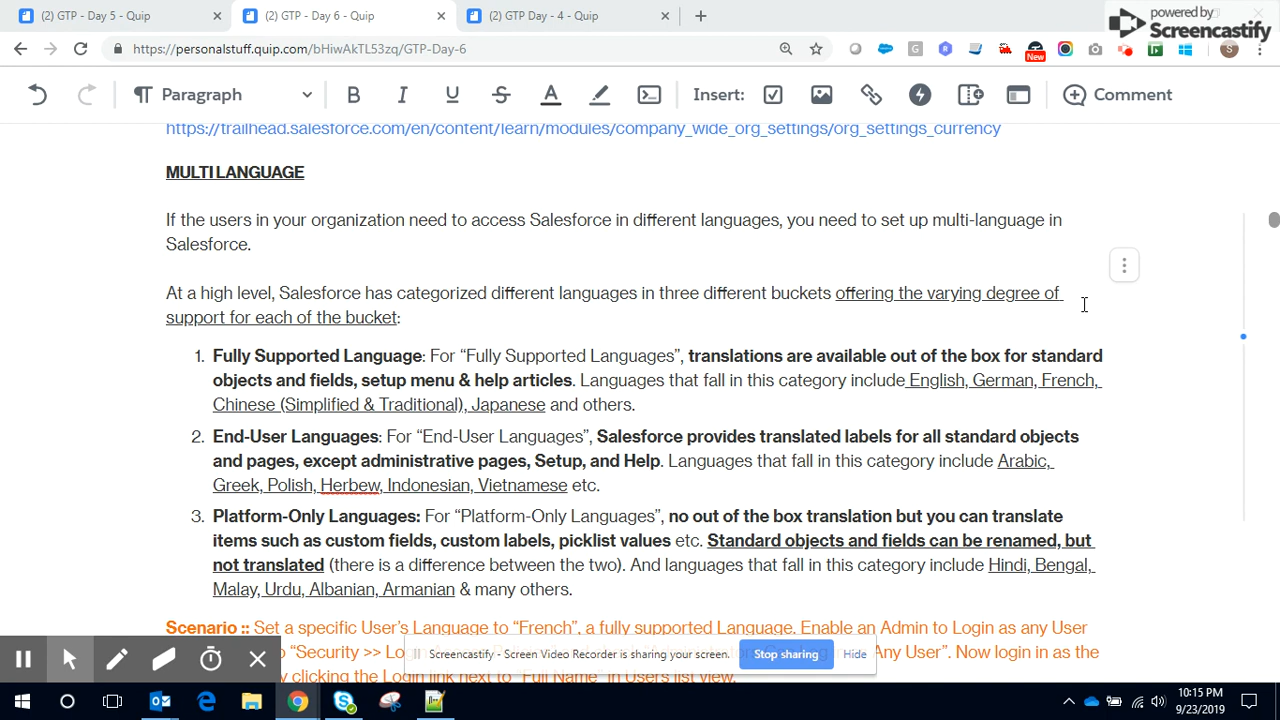 (2) GTP - Day 5 - Quip
(2) GTP - Day 6 - Quip
(2) GTP Day - 4 - Quip
powered by
Screencastify
https://personalstuff.quip.com/bHiwAkTL53zq/GTP-Day-6
New
S
Paragraph
B I U S A
Insert:
Comment
https://trailhead.salesforce.com/en/content/learn/modules/company_wide_org_settings/org_settings_currency
MULTI LANGUAGE
If the users in your organization need to access Salesforce in different languages, you need to set up multi-language in
Salesforce.
At a high level, Salesforce has categorized different languages in three different buckets offering the varying degree of
support for each of the bucket:
1. Fully Supported Language: For “Fully Supported Languages”, translations are available out of the box for standard
objects and fields, setup menu & help articles. Languages that fall in this category include English, German, French,
Chinese (Simplified & Traditional), Japanese and others.
2. End-User Languages: For “End-User Languages”, Salesforce provides translated labels for all standard objects
and pages, except administrative pages, Setup, and Help. Languages that fall in this category include Arabic,
Greek, Polish, Herbew, Indonesian, Vietnamese etc.
3. Platform-Only Languages: For “Platform-Only Languages”, no out of the box translation but you can translate
items such as custom fields, custom labels, picklist values etc. Standard objects and fields can be renamed, but
not translated (there is a difference between the two). And languages that fall in this category include Hindi, Bengal,
Malay, Urdu, Albanian, Armanian & many others.
Scenario :: Set a specific User’s Language to “French”, a fully supported Language. Enable an Admin to Login as any User
“Security >> Any User”. Now login in as the
clicking the Login link next to “Full Name” in Users list view.
Screencastify - Screen Video Recorder is sharing your screen.
Stop sharing
Hide
10:15 PM
9/23/2019